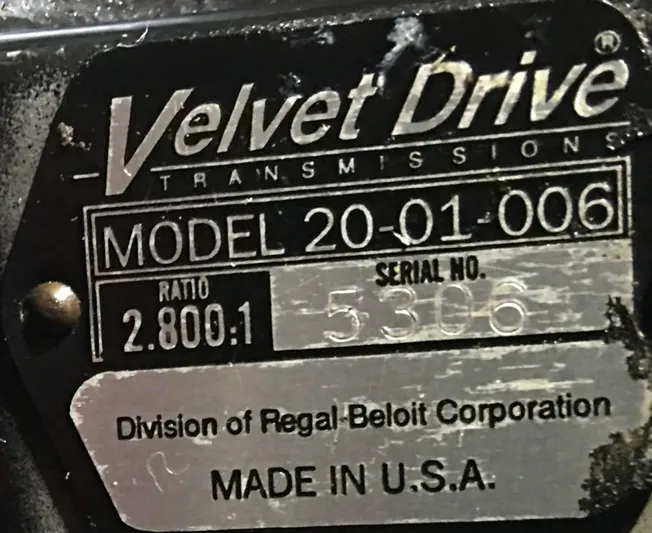 Velvet Drive®
TRANSMISSIONS
MODEL 20-01-006
RATIO
2.800:1
SERIAL NO.
5306
Division of Regal-Beloit Corporation
MADE IN U.S.A.